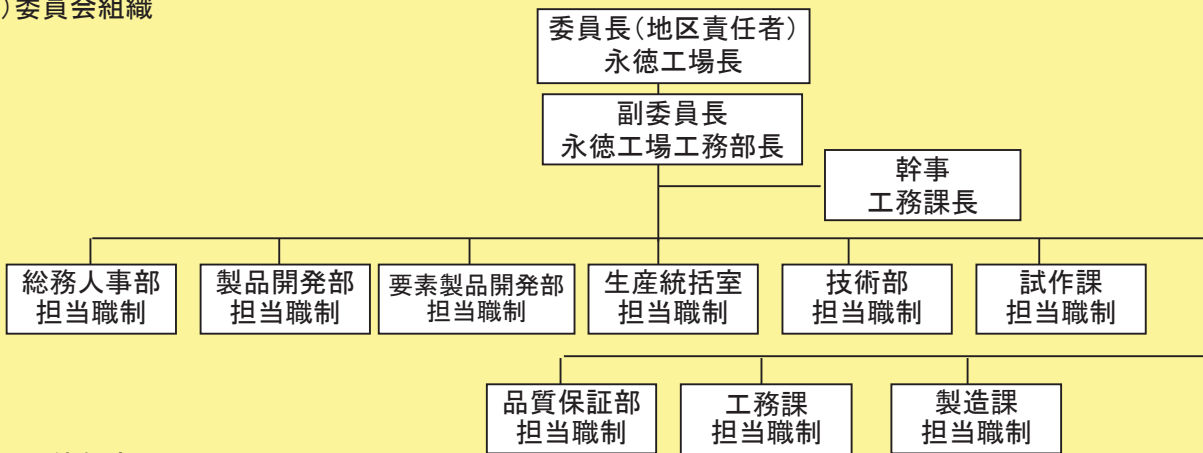 ）委員会組織
委員長（地区責任者）
永徳工場長
副委員長
永徳工場工務部長
幹事
工務課長
総務人事部
担当職制
製品開発部
担当職制
要素製品開発部
担当職制
生産統括室
担当職制
技術部
担当職制
試作課
担当職制
品質保証部
担当職制
工務課
担当職制
製造課
担当職制